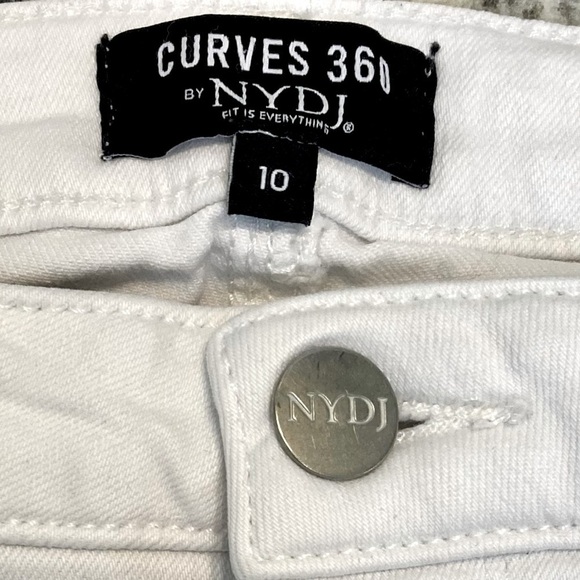 CURVES 360
BY NYDJ
FIT IS EVERYTHING®
10
NYDJ